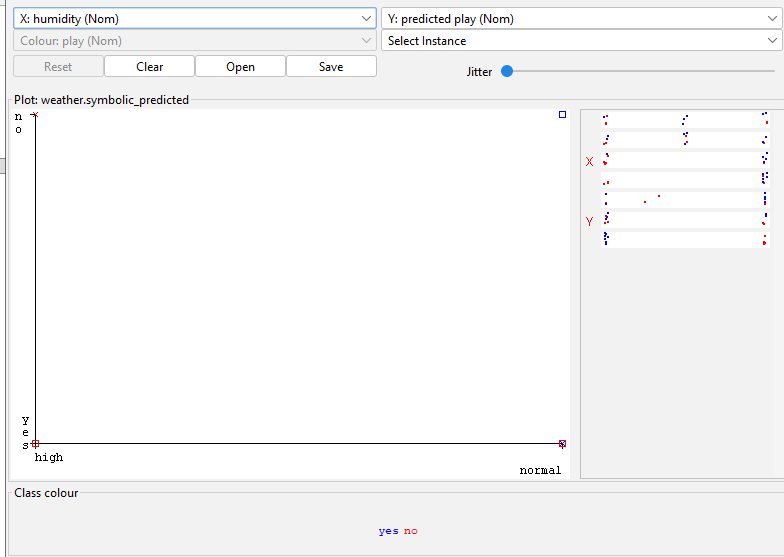 X: humidity (Nom)
Y: predicted play (Nom)
Colour: play (Nom)
Select Instance
Reset
Clear
Open
Save
Jitter
Plot: weather.symbolic_predicted
no
X
Y
yes
high
normal
Class colour
yes no